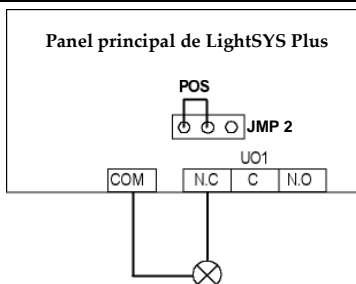 Panel principal de LightSYS Plus
POS
JMP 2
UO1
COM N.C C N.O